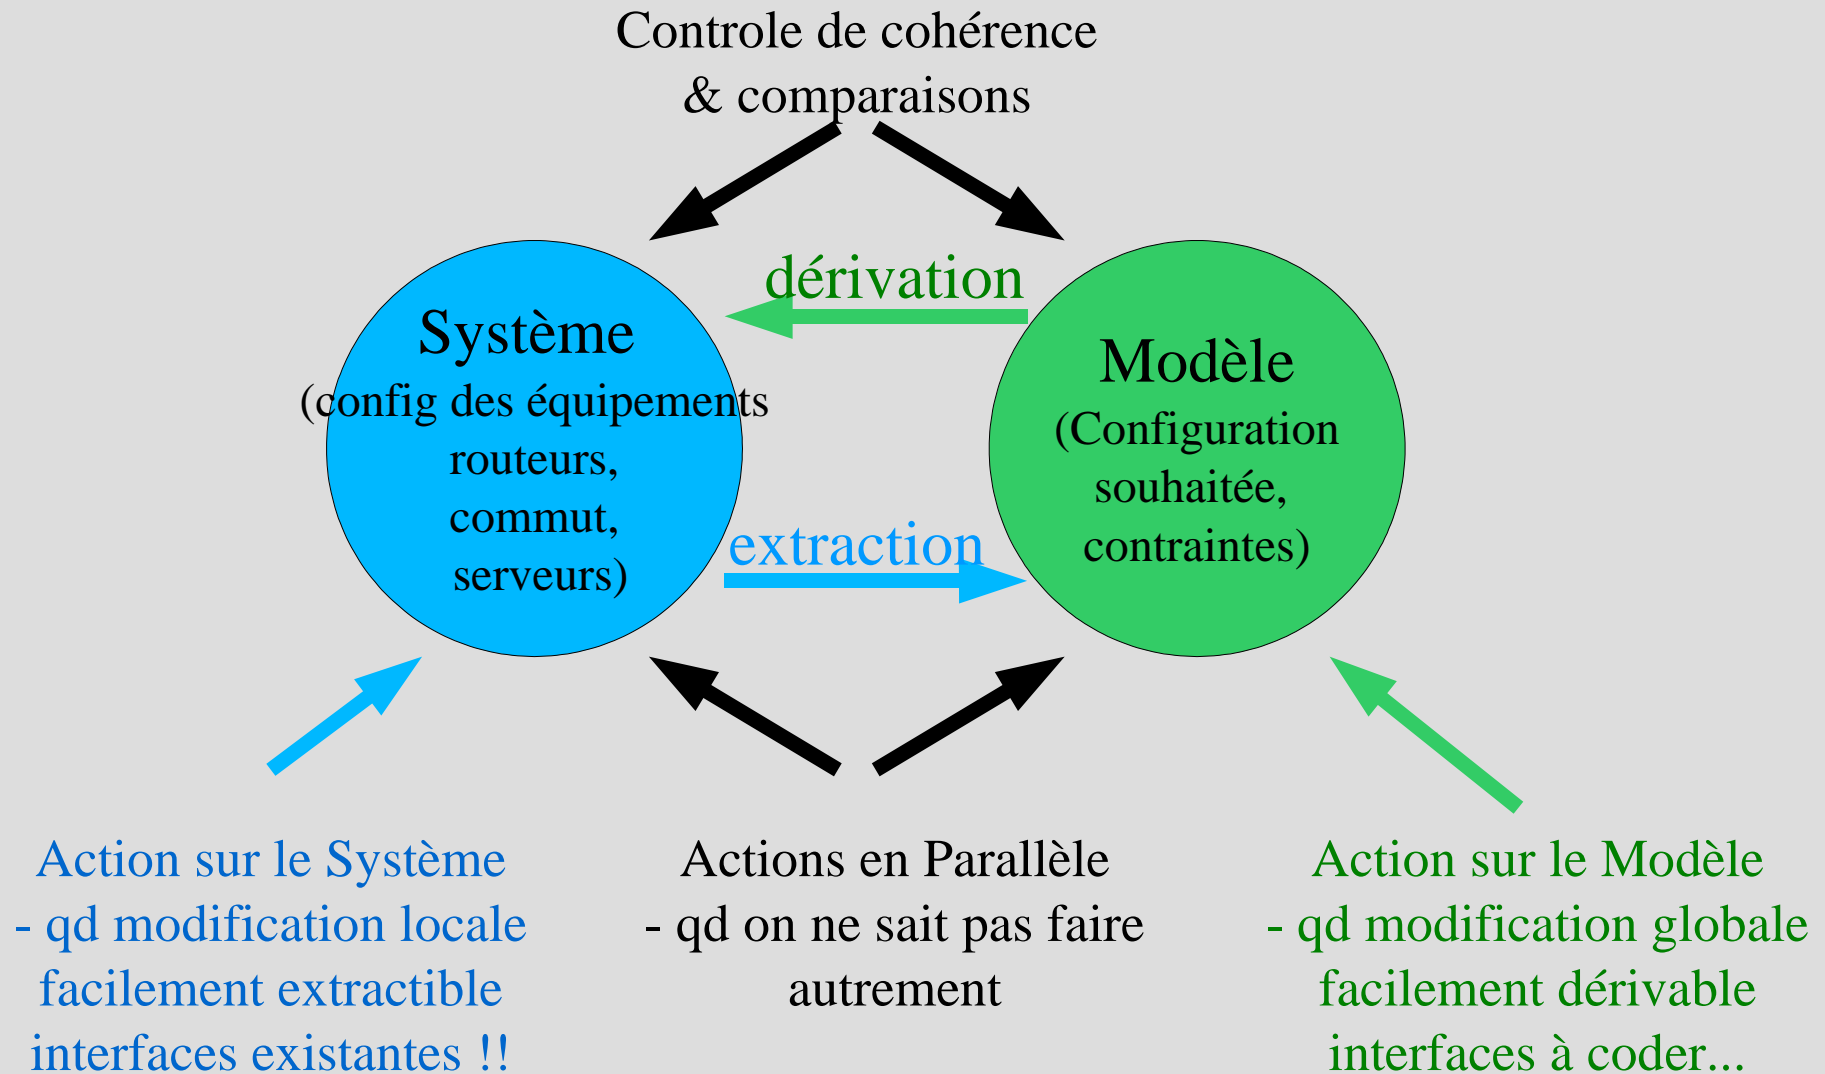 Controle de cohérence
& comparaisons
dérivation
Système
(config des équipements
routeurs,
commut,
serveurs)
Modèle
(Configuration
souhaitée,
contraintes)
extraction
Action sur le Système
- qd modification locale
facilement extractible
interfaces existantes !!
Actions en Parallèle
- qd on ne sait pas faire
autrement
Action sur le Modèle
- qd modification globale
facilement dérivable
interfaces à coder...